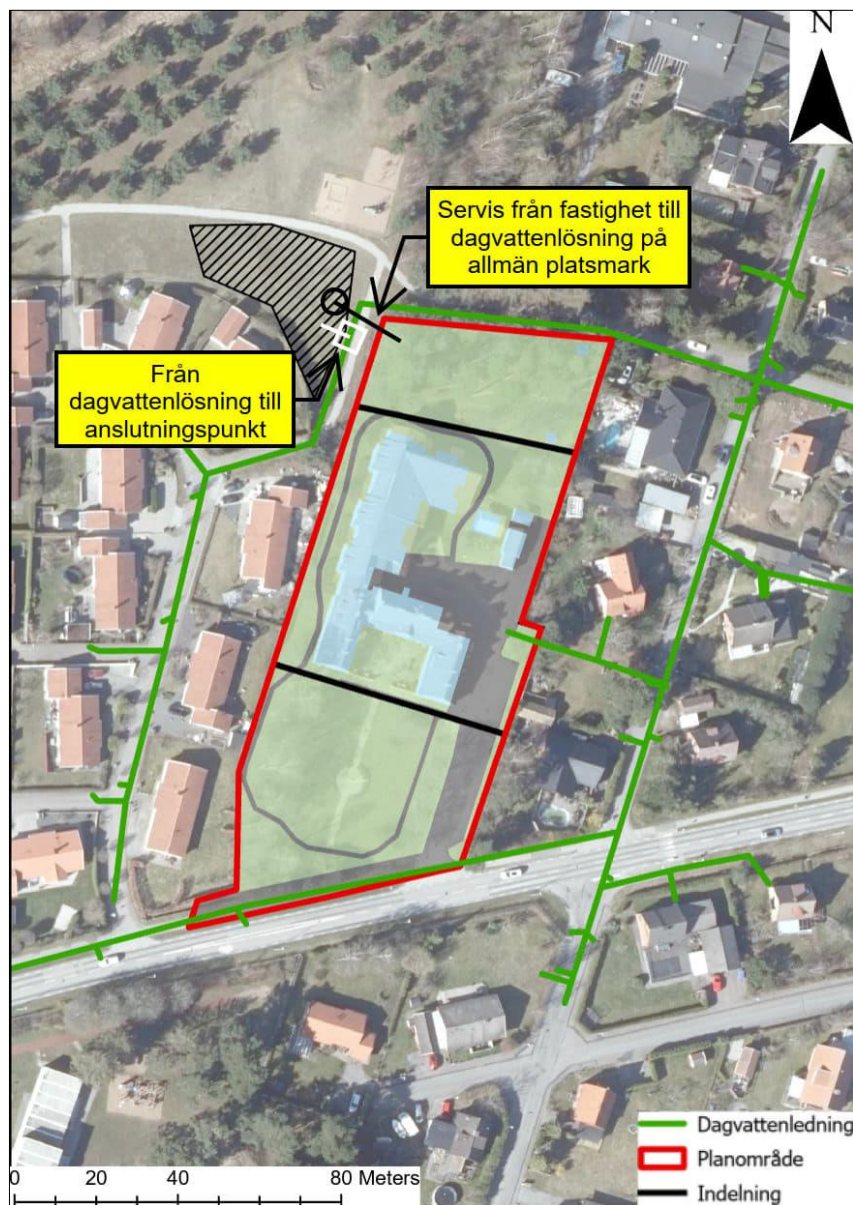 N
Servis från fastighet till
dagvattenlösning på
allmän platsmark
Från
dagvattenlösning till
anslutningspunkt
Dagvattenledning
Planområde
Indelning
0 20 40 80 Meters